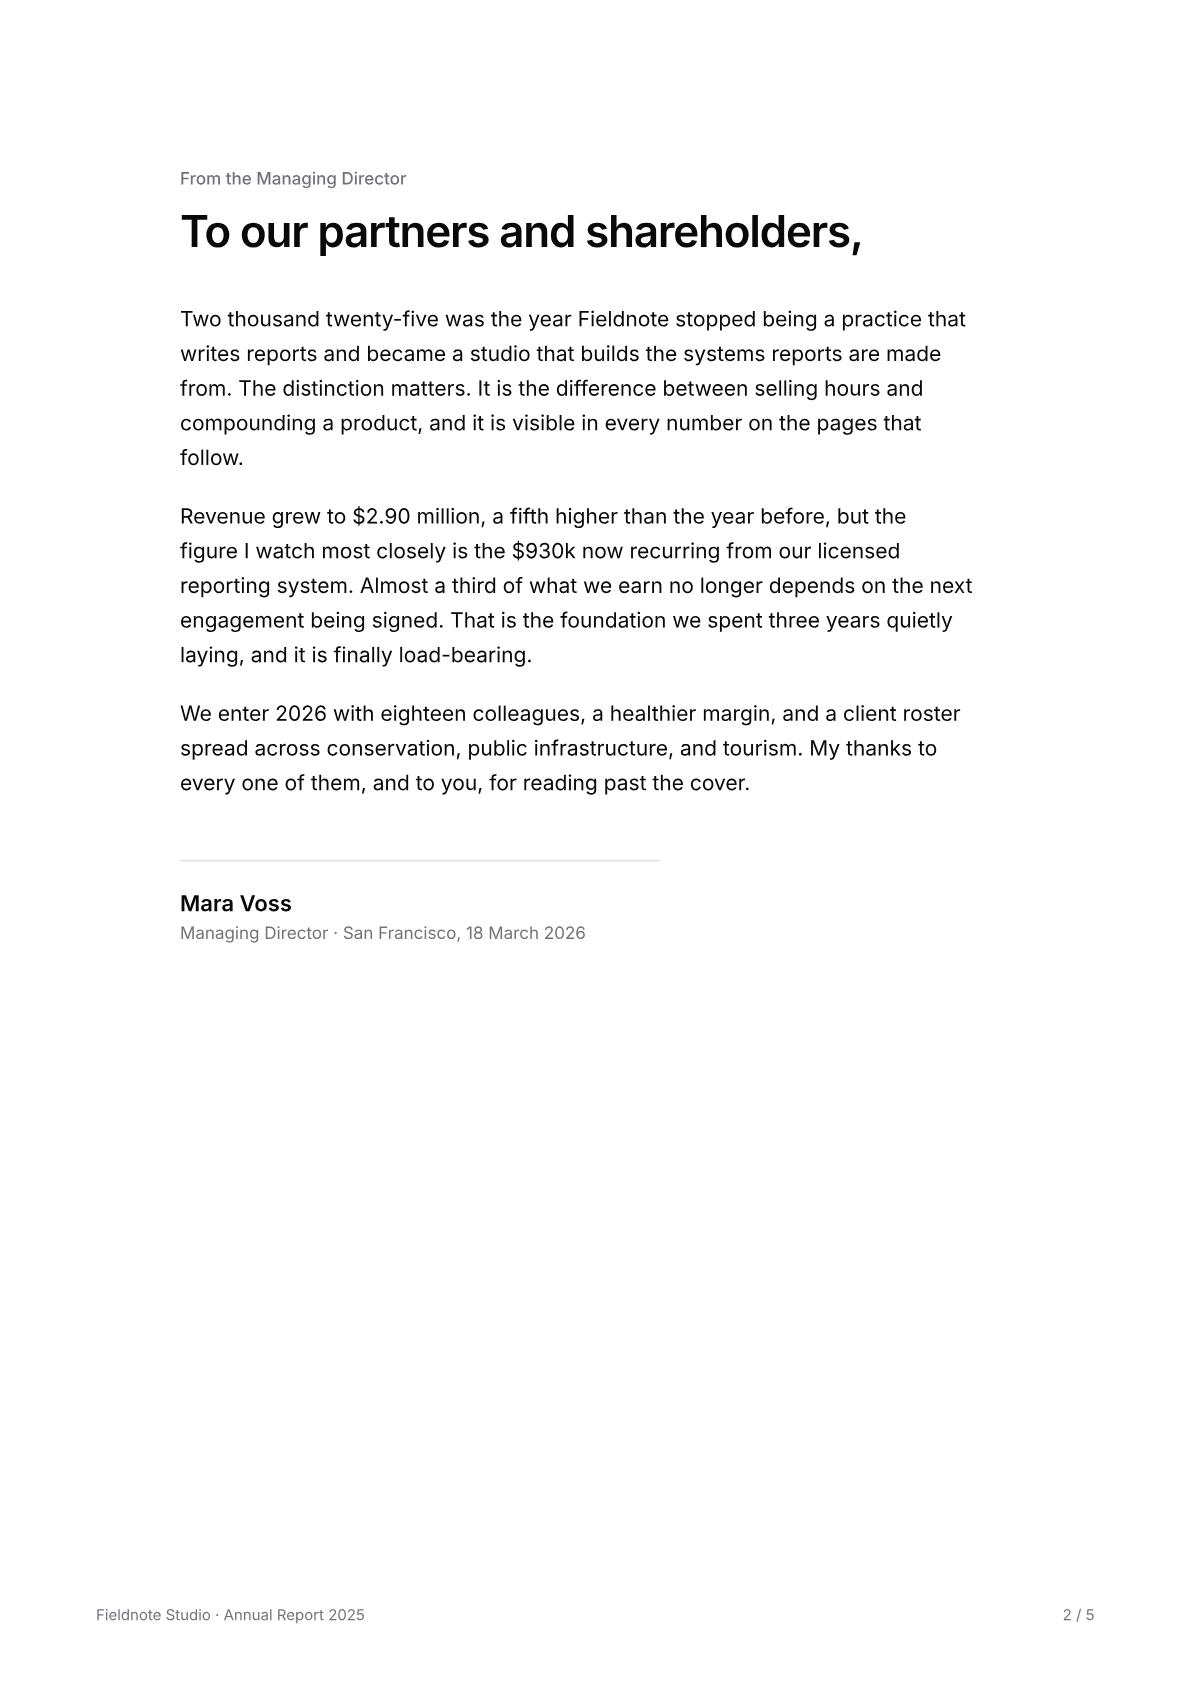 From the Managing Director
To our partners and shareholders,
Two thousand twenty-five was the year Fieldnote stopped being a practice that
writes reports and became a studio that builds the systems reports are made
from. The distinction matters. It is the difference between selling hours and
compounding a product, and it is visible in every number on the pages that
follow.
Revenue grew to $2.90 million, a fifth higher than the year before, but the
figure I watch most closely is the $930k now recurring from our licensed
reporting system. Almost a third of what we earn no longer depends on the next
engagement being signed. That is the foundation we spent three years quietly
laying, and it is finally load-bearing.
We enter 2026 with eighteen colleagues, a healthier margin, and a client roster
spread across conservation, public infrastructure, and tourism. My thanks to
every one of them, and to you, for reading past the cover.
Mara Voss
Managing Director · San Francisco, 18 March 2026
Fieldnote Studio · Annual Report 2025
2 / 5